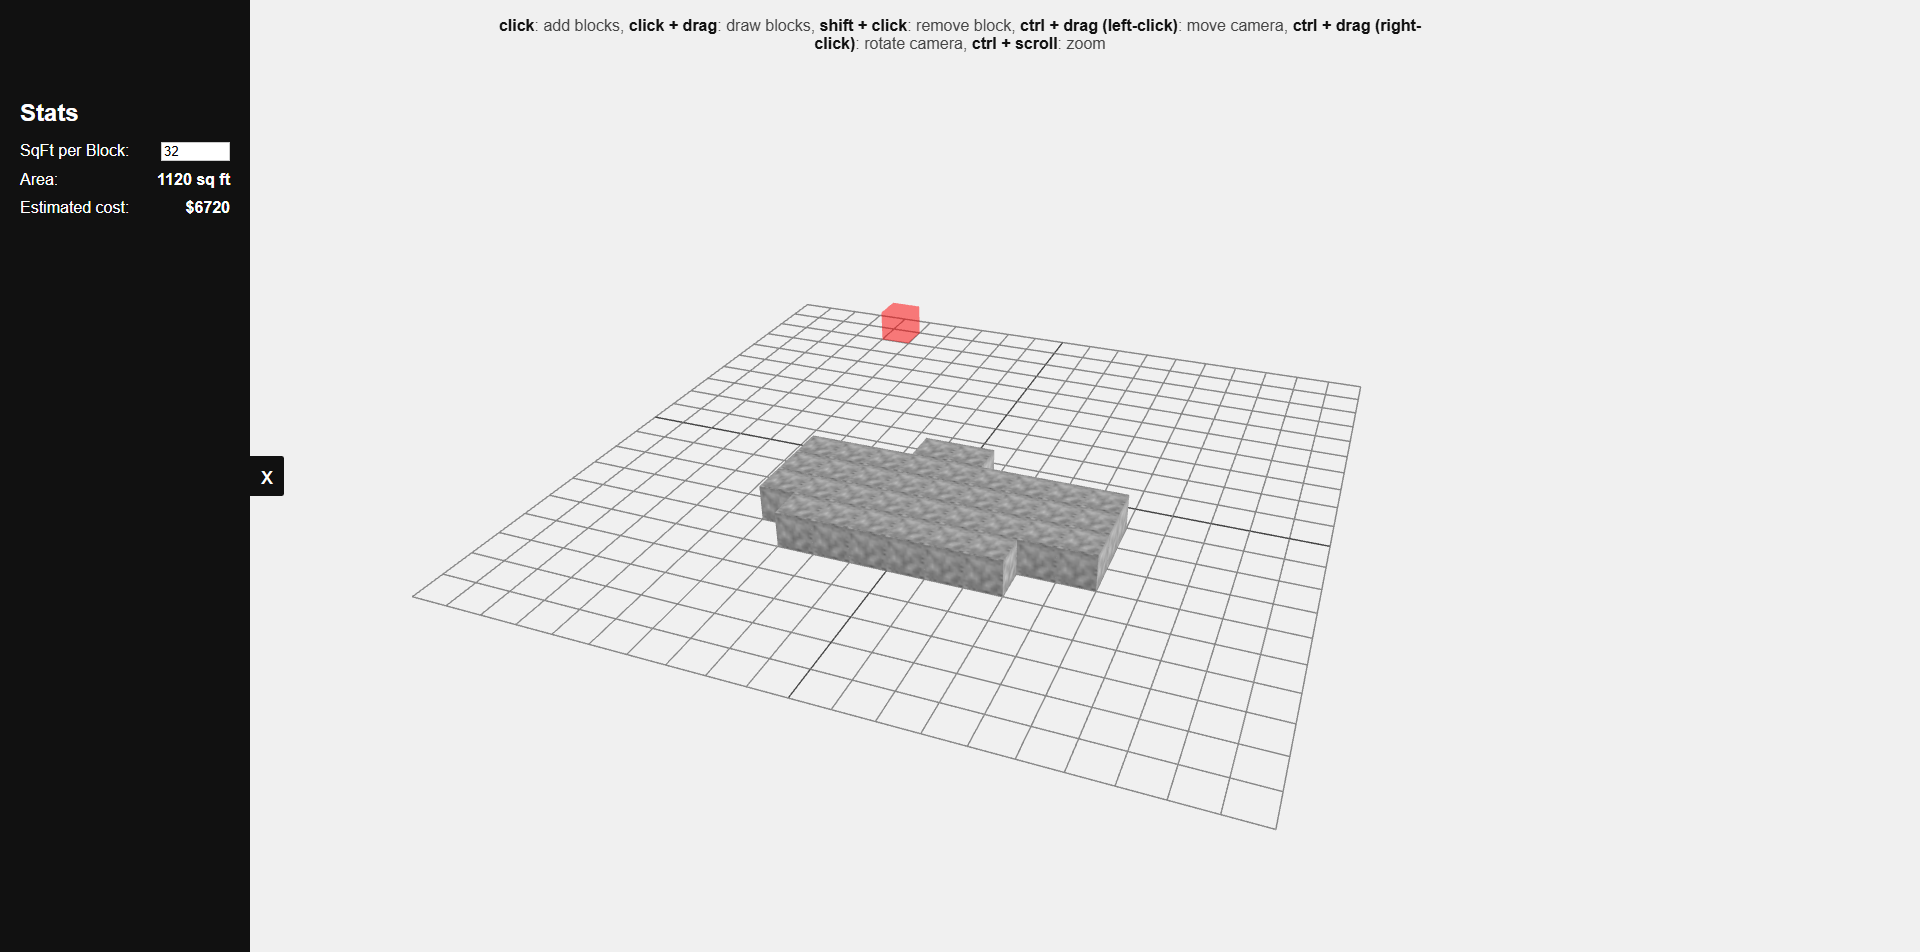 click: add blocks, click + drag: draw blocks, shift + click: remove block, ctrl + drag (left-click): move camera, ctrl + drag (right-
click): rotate camera, ctrl + scroll: zoom
Stats
SqFt per Block: 32
Area: 1120 sq ft
Estimated cost: $6720
X